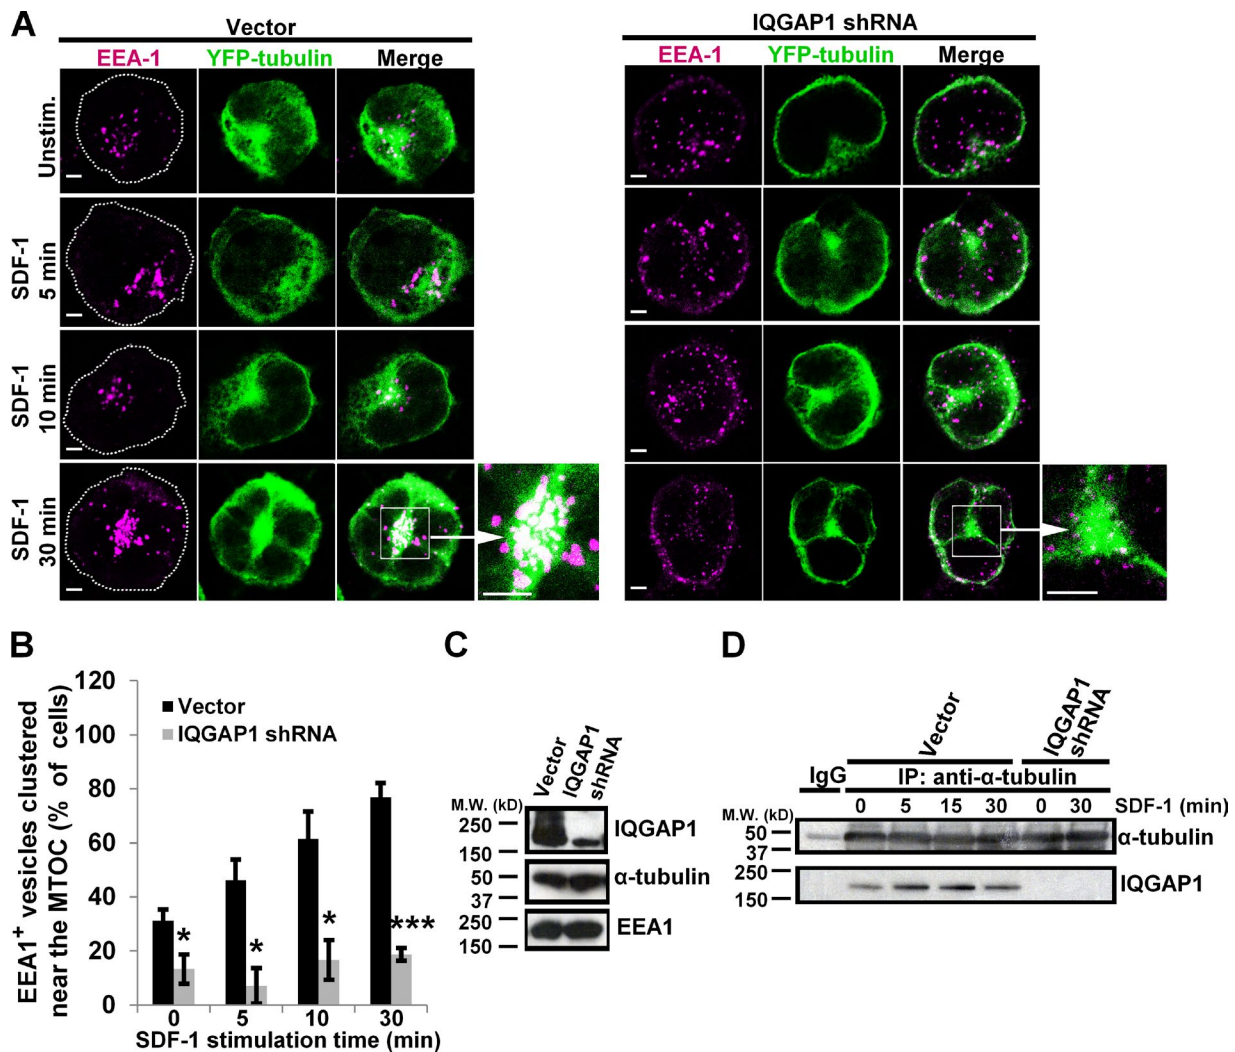 A
Vector
EEA-1 YFP-tubulin Merge
Unstim.
SDF-1
5 min
SDF-1
10 min
SDF-1
30 min
IQGAP1 shRNA
EEA-1 YFP-tubulin Merge
B
EEA1+ vesicles clustered
near the MTOC (% of cells)
120
100
80
60
40
20
0
Vector
IQGAP1 shRNA
*
*
*
***
0 5 10 30
SDF-1 stimulation time (min)
C
Vector
IQGAP1
shRNA
M.W. (kD)
250
150
IQGAP1
50
37
α-tubulin
250
150
EEA1
D
Vector
IQGAP1
shRNA
IgG
IP: anti-α-tubulin
0 5 15 30 0 30 SDF-1 (min)
M.W. (kD)
50
37
α-tubulin
250
150
IQGAP1